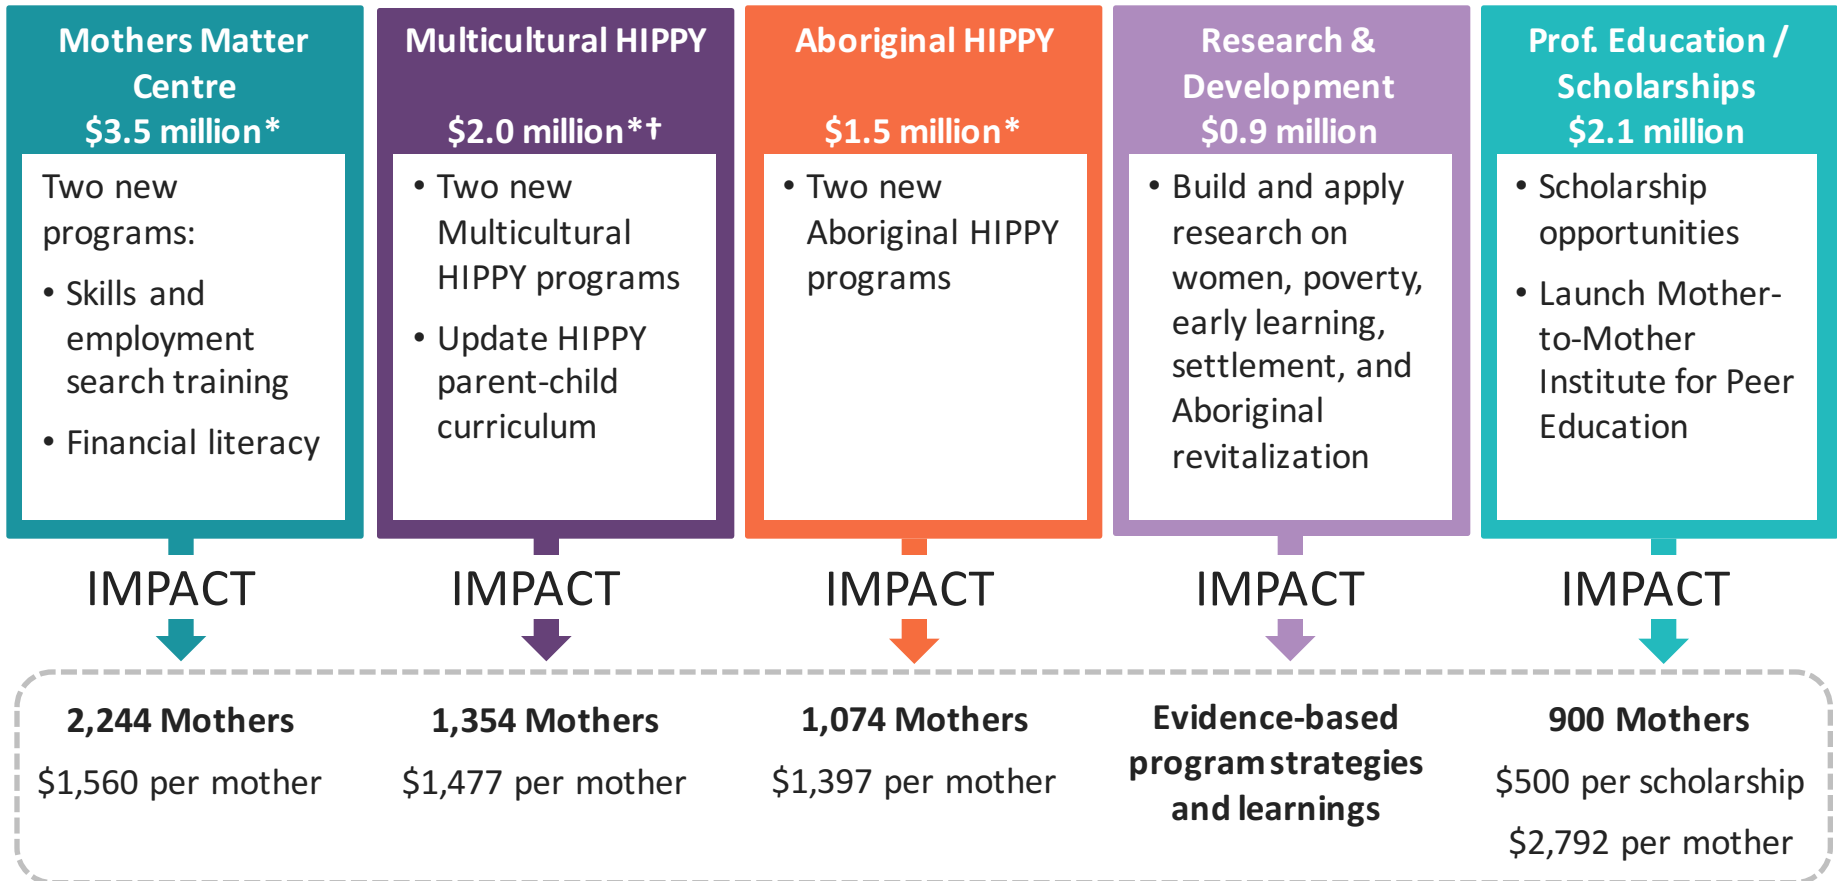 Mothers Matter
Centre
$3.5 million*
Two new
programs:
• Skills and
employment
search training
• Financial literacy
IMPACT
2,244 Mothers
$1,560 per mother
Multicultural HIPPY
$2.0 million*†
• Two new
Multicultural
HIPPY programs
• Update HIPPY
parent-child
curriculum
IMPACT
1,354 Mothers
$1,477 per mother
Aboriginal HIPPY
$1.5 million*
• Two new
Aboriginal HIPPY
programs
IMPACT
1,074 Mothers
$1,397 per mother
Research &
Development
$0.9 million
• Build and apply
research on
women, poverty,
early learning,
settlement, and
Aboriginal
revitalization
IMPACT
Evidence-based
program strategies
and learnings
Prof. Education /
Scholarships
$2.1 million
• Scholarship
opportunities
• Launch Mother-
to-Mother
Institute for Peer
Education
IMPACT
900 Mothers
$500 per scholarship
$2,792 per mother